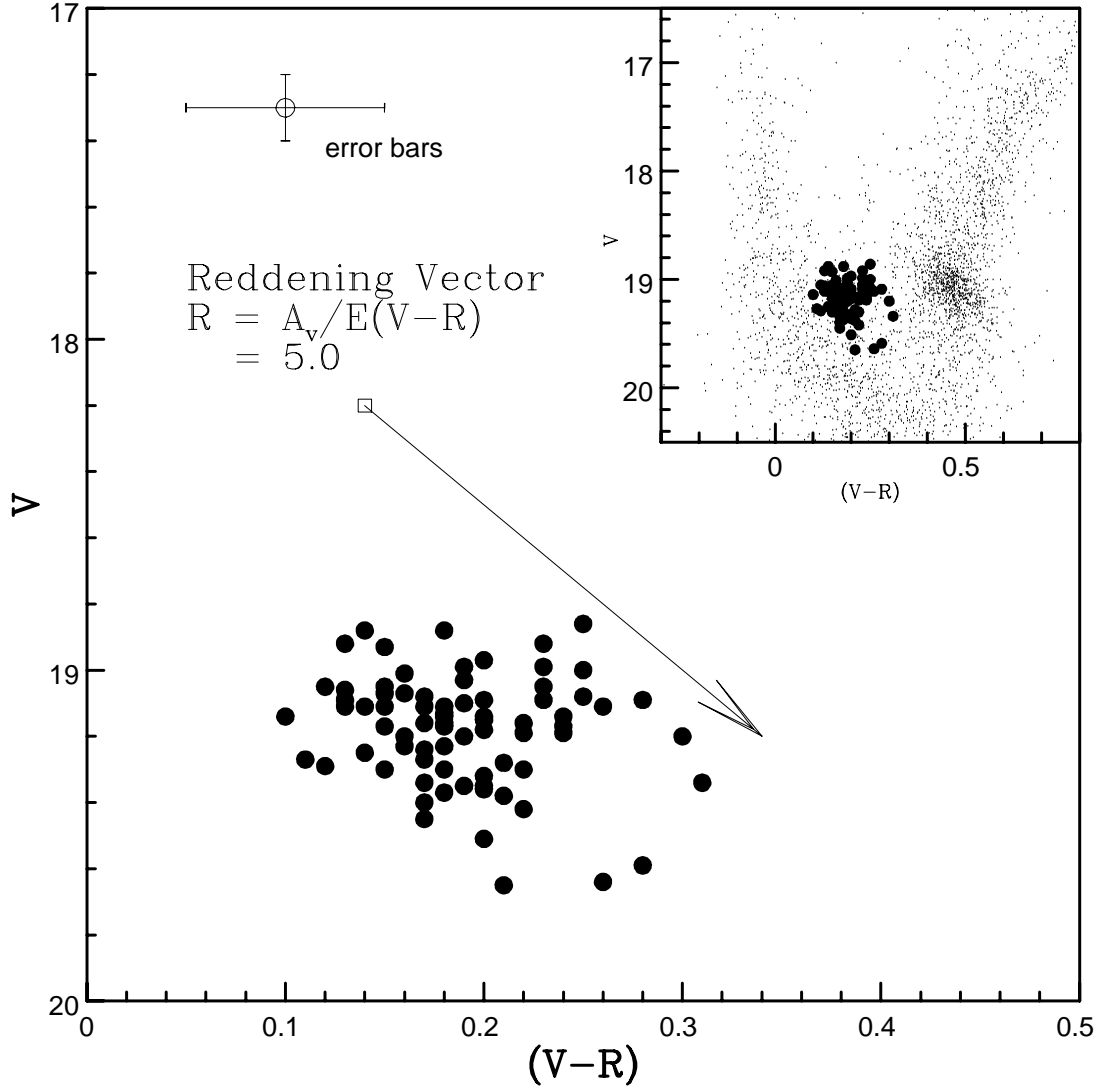 17
18
19
20
V
error bars
Reddening Vector
R = A_v/E(V-R)
= 5.0
0
0.1
0.2
0.3
0.4
0.5
(V-R)
17
18
19
20
V
0
0.5
(V-R)